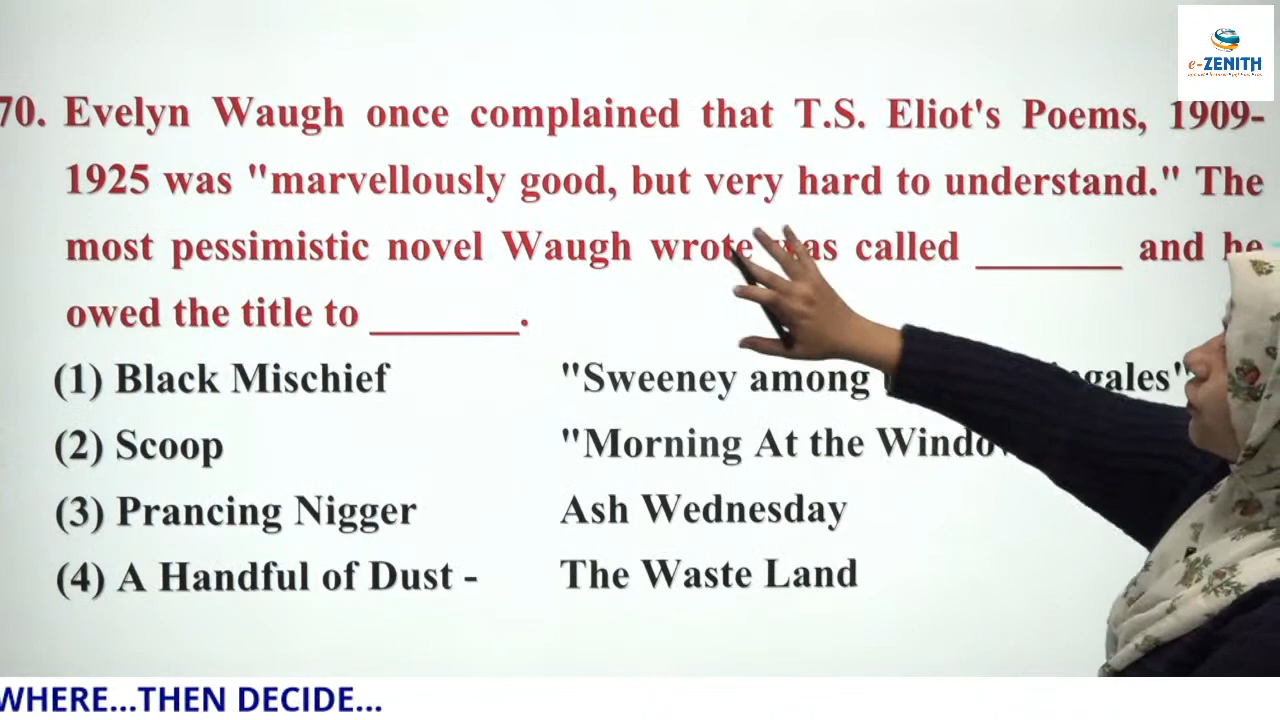 e-ZENITH
70. Evelyn Waugh once complained that T.S. Eliot's Poems, 1909-
1925 was "marvellously good, but very hard to understand." The
most pessimistic novel Waugh wrote was called _______ and he
owed the title to _______.
(1) Black Mischief "Sweeney among
(2) Scoop "Morning At the Window
(3) Prancing Nigger Ash Wednesday
(4) A Handful of Dust - The Waste Land
WHERE...THEN DECIDE...